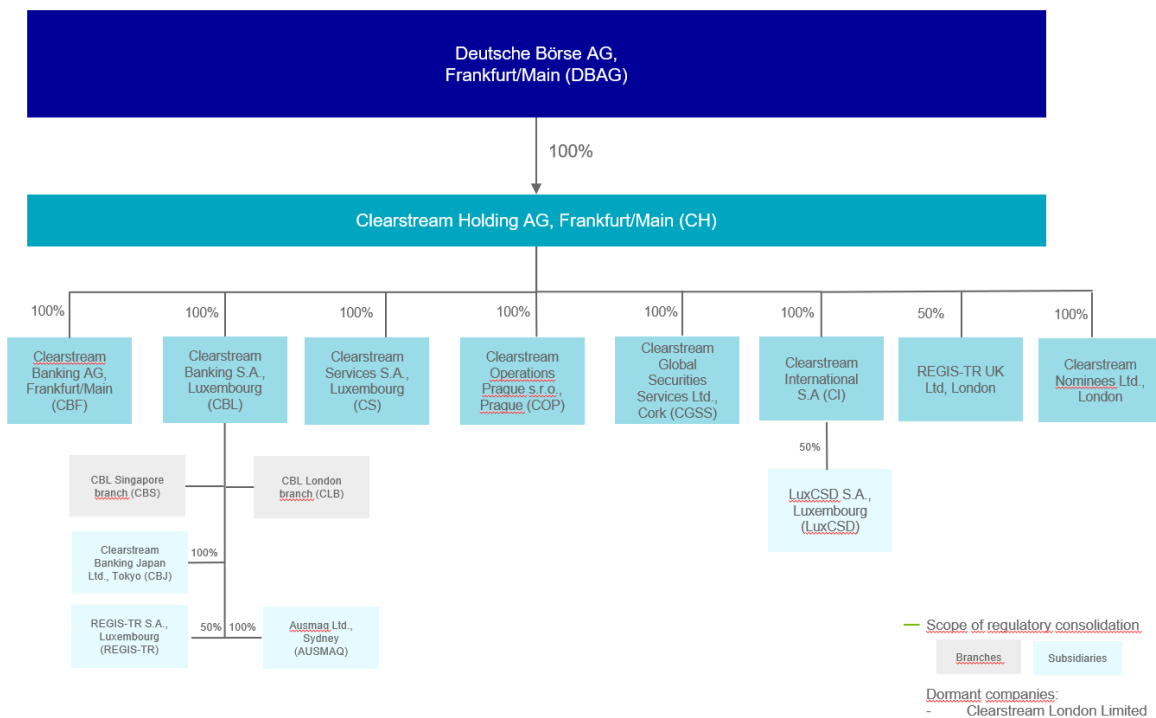 Deutsche Börse AG,
Frankfurt/Main (DBAG)
100%
Clearstream Holding AG, Frankfurt/Main (CH)
100%
100%
100%
100%
100%
100%
50%
100%
Clearstream
Banking AG,
Frankfurt/Main
(CBF)
Clearstream
Banking S.A.,
Luxembourg
(CBL)
Clearstream
Services S.A.,
Luxembourg
(CS)
Clearstream
Operations
Prague s.r.o.,
Prague (COP)
Clearstream
Global
Securities
Services Ltd.,
Cork (CGSS)
Clearstream
International
S.A (CI)
REGIS-TR UK
Ltd, London
Clearstream
Nominees Ltd.,
London
50%
CBL Singapore
branch (CBS)
CBL London
branch (CLB)
LuxCSD S.A.,
Luxembourg
(LuxCSD)
Clearstream
Banking Japan
Ltd., Tokyo (CBJ)
100%
REGIS-TR S.A.,
Luxembourg
(REGIS-TR)
50%
100%
Ausmaq Ltd.,
Sydney
(AUSMAQ)
Scope of regulatory consolidation
Branches
Subsidiaries
Dormant companies:
- Clearstream London Limited